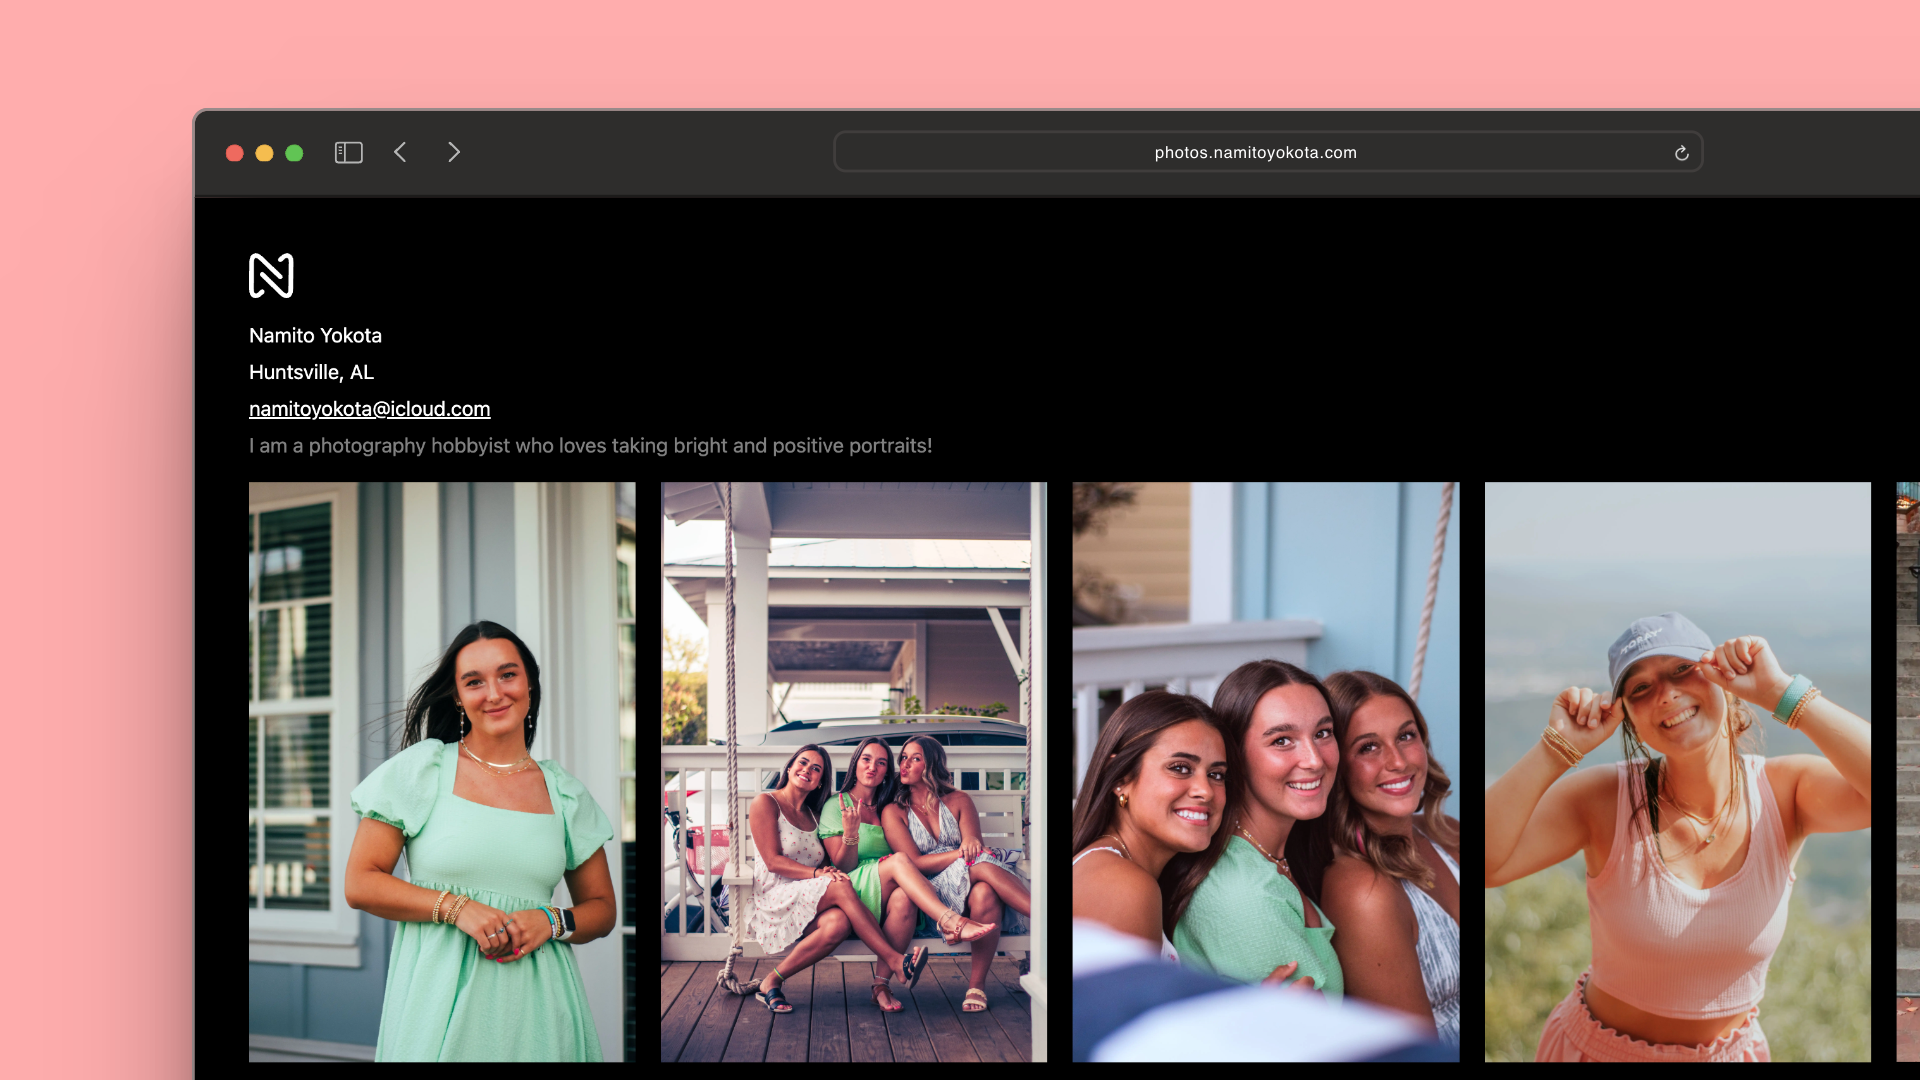 photos.namitoyokota.com
Namito Yokota
Huntsville, AL
namitoyokota@icloud.com
I am a photography hobbyist who loves taking bright and positive portraits!